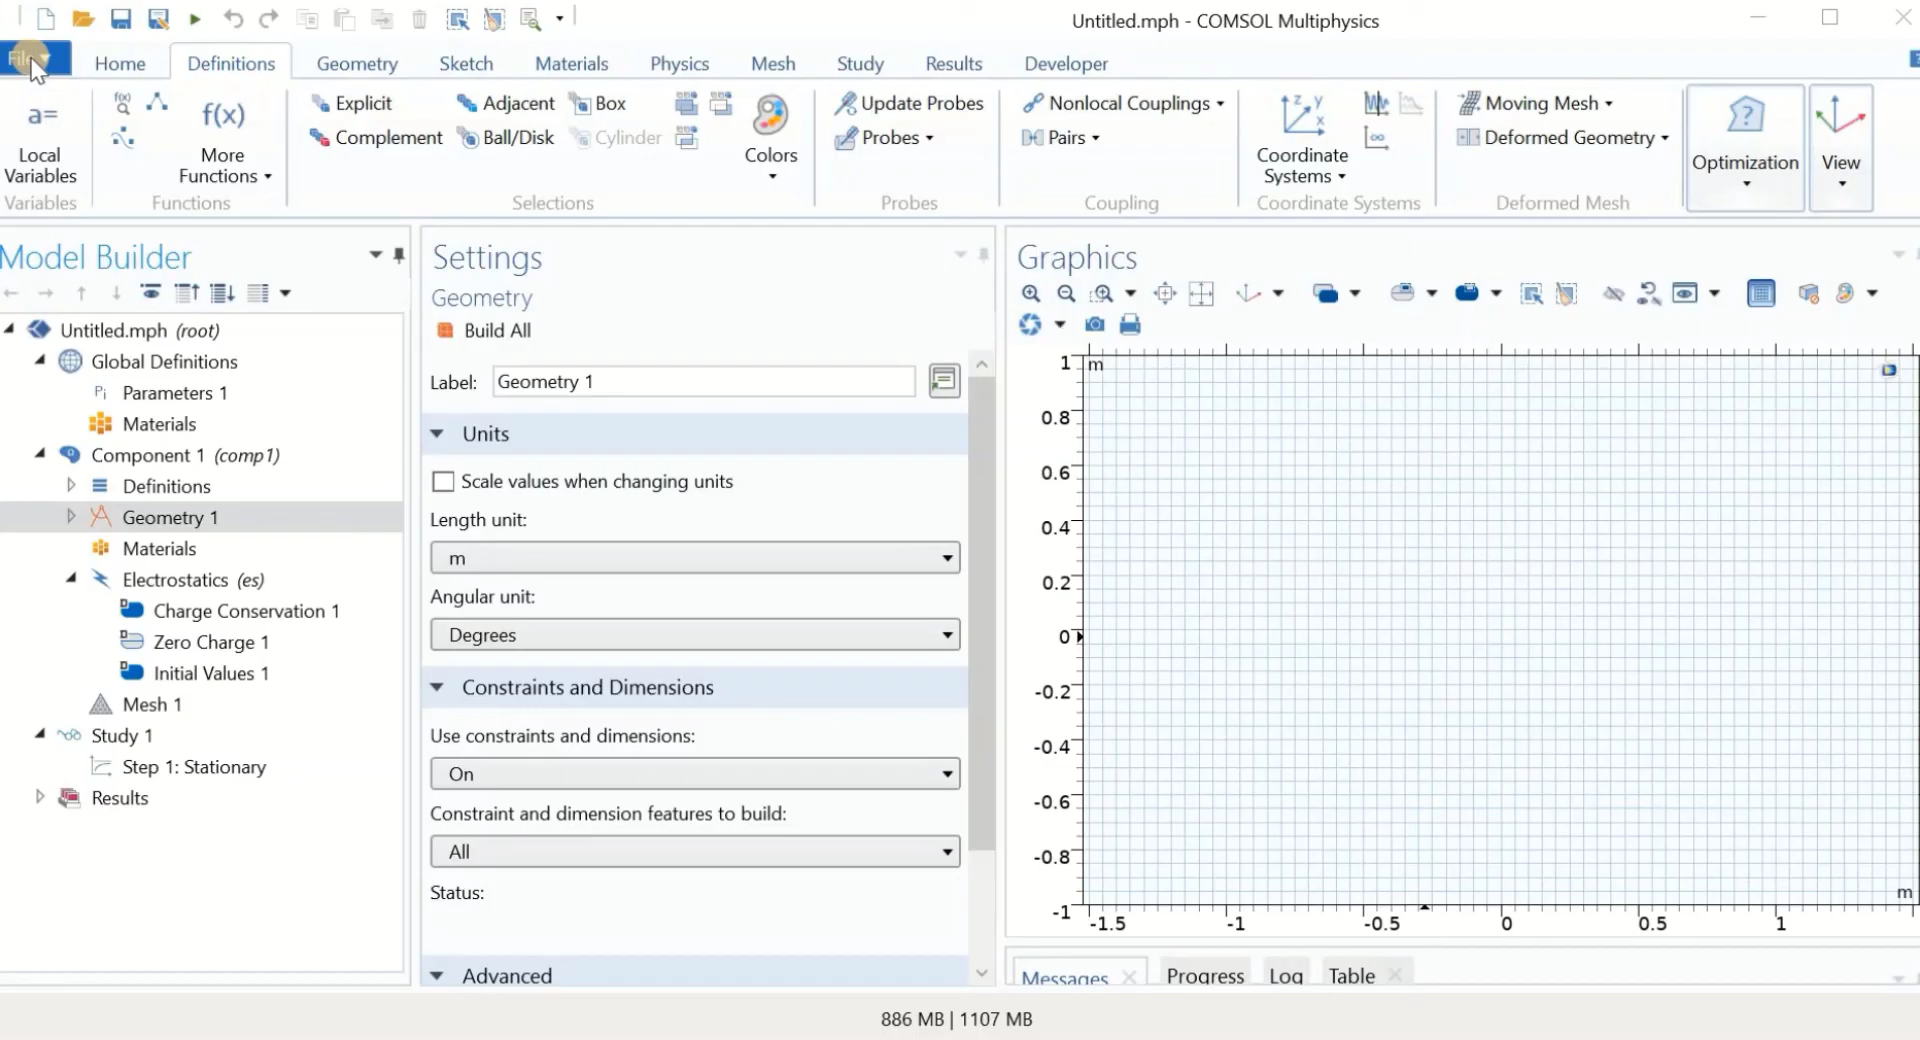 Untitled.mph - COMSOL Multiphysics
File
Home
Definitions
Geometry
Sketch
Materials
Physics
Mesh
Study
Results
Developer
a=
Local
Variables
Variables
f(x)
f(x)
More
Functions
Functions
Explicit
Complement
Adjacent
Ball/Disk
Box
Cylinder
Colors
Selections
Update Probes
Probes
Probes
Nonlocal Couplings
Pairs
Coupling
Coordinate
Systems
Coordinate Systems
Moving Mesh
Deformed Geometry
Deformed Mesh
Optimization
View
Model Builder
Untitled.mph (root)
Global Definitions
Pi Parameters 1
Materials
Component 1 (comp1)
Definitions
Geometry 1
Materials
Electrostatics (es)
Charge Conservation 1
Zero Charge 1
Initial Values 1
Mesh 1
Study 1
Step 1: Stationary
Results
Settings
Geometry
Build All
Label: Geometry 1
Units
Scale values when changing units
Length unit:
m
Angular unit:
Degrees
Constraints and Dimensions
Use constraints and dimensions:
On
Constraint and dimension features to build:
All
Status:
Advanced
Graphics
1
m
0.8
0.6
0.4
0.2
0
-0.2
-0.4
-0.6
-0.8
-1
m
-1.5 -1 -0.5 0 0.5 1
Messages Progress Log Table
886 MB | 1107 MB